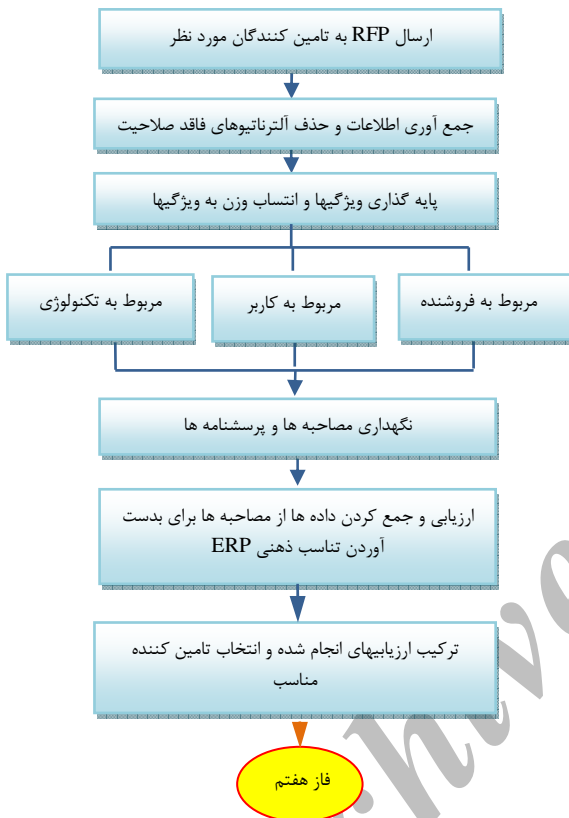 ارسال RFP به تامین کنندگان مورد نظر
جمع آوری اطلاعات و حذف آلترناتیوهای فاقد صلاحیت
پایه گذاری ویژگیها و انتساب وزن به ویژگیها
مربوط به فروشنده
مربوط به کاربر
مربوط به تکنولوژی
نگهداری مصاحبه ها و پرسشنامه ها
ارزیابی و جمع کردن داده ها از مصاحبه ها برای بدست
آوردن تناسب ذهنی ERP
ترکیب ارزیابیهای انجام شده و انتخاب تامین کننده
مناسب
فاز هفتم